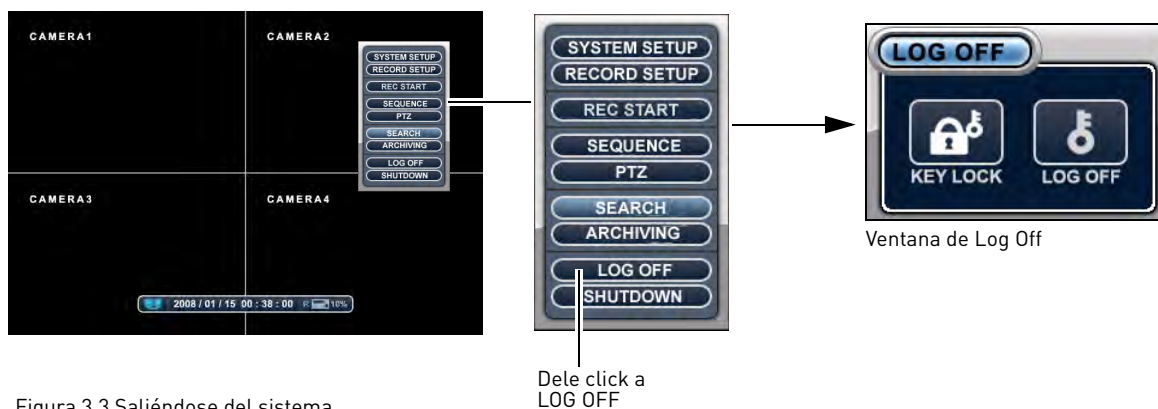 CAMERA1
CAMERA2
SYSTEM SETUP
RECORD SETUP
REC START
SEQUENCE
PTZ
SEARCH
ARCHIVING
LOG OFF
SHUTDOWN
CAMERA3
CAMERA4
2008 / 01 / 15 00 : 38 : 00 R 10%
SYSTEM SETUP
RECORD SETUP
REC START
SEQUENCE
PTZ
SEARCH
ARCHIVING
LOG OFF
SHUTDOWN
Dele click a
LOG OFF
LOG OFF
KEY LOCK LOG OFF
Ventana de Log Off
Figura 3.3 Saliéndose del sistema